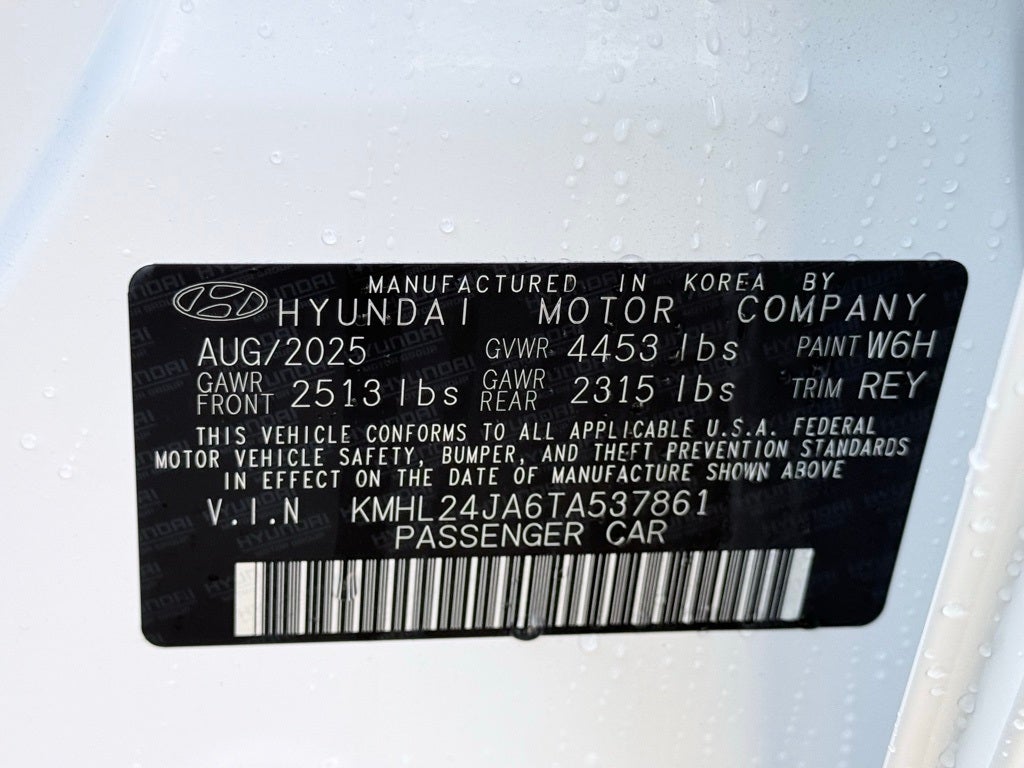 MANUFACTURED IN KOREA BY
HYUNDAI MOTOR COMPANY
AUG/2025 GVWR 4453 lbs PAINT W6H
GAWR FRONT 2513 lbs GAWR REAR 2315 lbs TRIM REY
THIS VEHICLE CONFORMS TO ALL APPLICABLE U.S.A. FEDERAL
MOTOR VEHICLE SAFETY, BUMPER, AND THEFT PREVENTION STANDARDS
IN EFFECT ON THE DATE OF MANUFACTURE SHOWN ABOVE
V.I.N KMHL24JA6TA537861
PASSENGER CAR